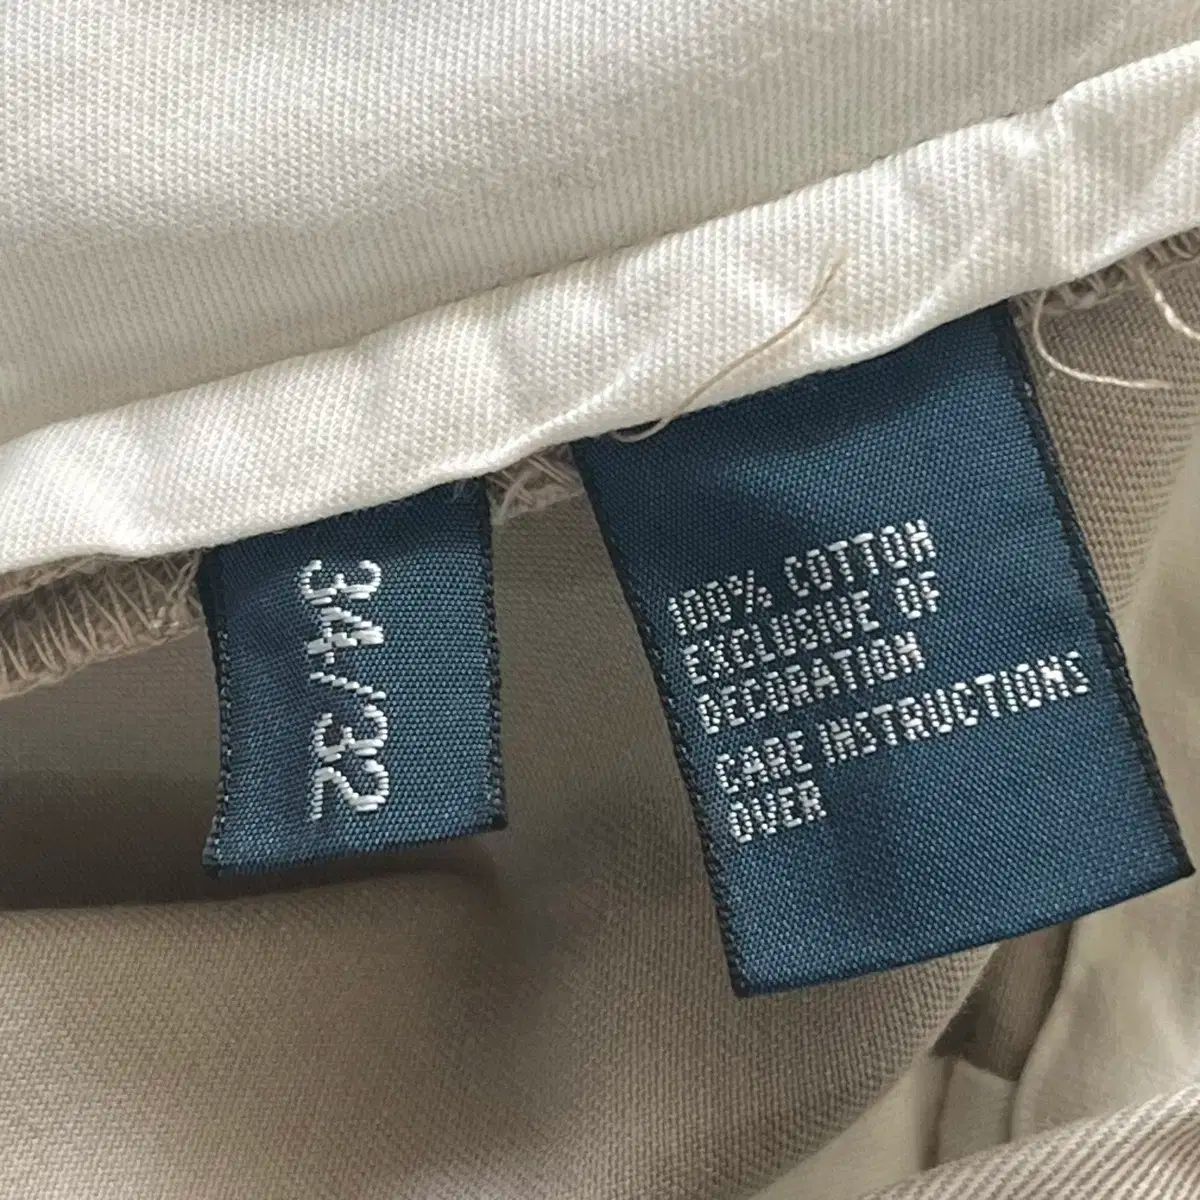 34/32
100% COTTON
EXCLUSIVE OF
DECORATION
CARE INSTRUCTIONS
OVER